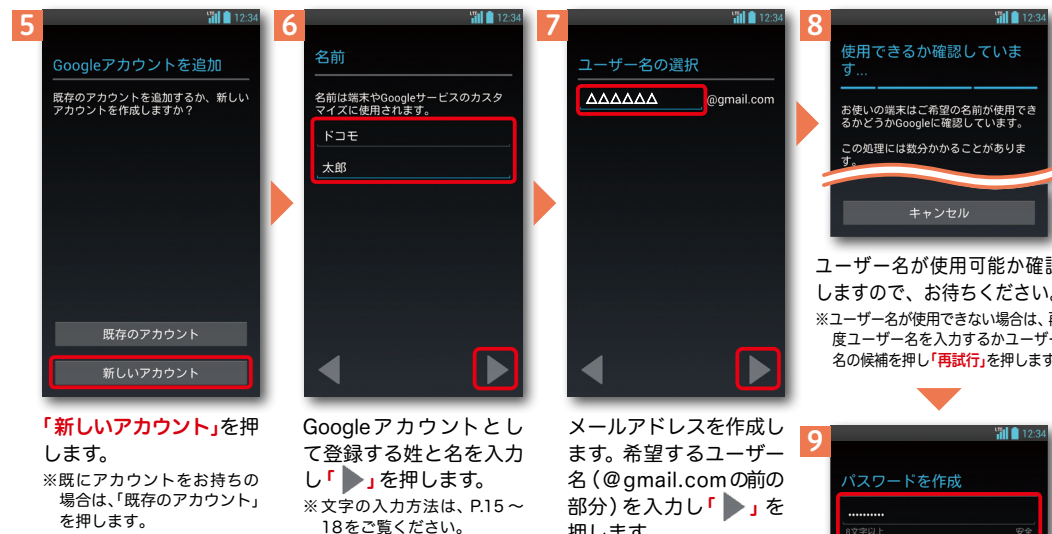 5
LTE 12:34
Googleアカウントを追加
既存のアカウントを追加するか、新しい
アカウントを作成しますか？
既存のアカウント
新しいアカウント
「新しいアカウント」を押
します。
※既にアカウントをお持ちの
場合は、「既存のアカウント」
を押します。
6
LTE 12:34
名前
名前は端末やGoogleサービスのカスタ
マイズに使用されます。
ドコモ
太郎
Googleアカウントとし
て登録する姓と名を入力
し「▶」を押します。
※文字の入力方法は、P.15～
18をご覧ください。
7
LTE 12:34
ユーザー名の選択
△△△△△△ @gmail.com
メールアドレスを作成し
ます。希望するユーザー
名（@gmail.comの前の
部分）を入力し「▶」を
押します
8
LTE 12:34
使用できるか確認していま
す...
お使いの端末はご希望の名前が使用でき
るかどうかGoogleに確認しています。
この処理には数分かかることがありま
す。
キャンセル
ユーザー名が使用可能か確認
しますので、お待ちください。
※ユーザー名が使用できない場合は、再
度ユーザー名を入力するかユーザー
名の候補を押し「再試行」を押します
9
LTE 12:34
パスワードを作成
..........
8文字以上 安全